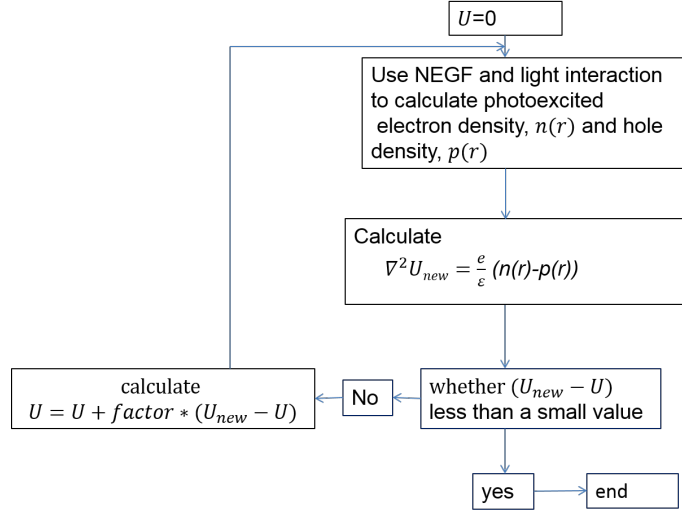 U=0
Use NEGF and light interaction
to calculate photoexcited
electron density, n(r) and hole
density, p(r)
Calculate
∇²U_new = e/ε (n(r)-p(r))
calculate
U = U + factor ∗ (U_new − U)
No
whether (U_new − U)
less than a small value
yes
end